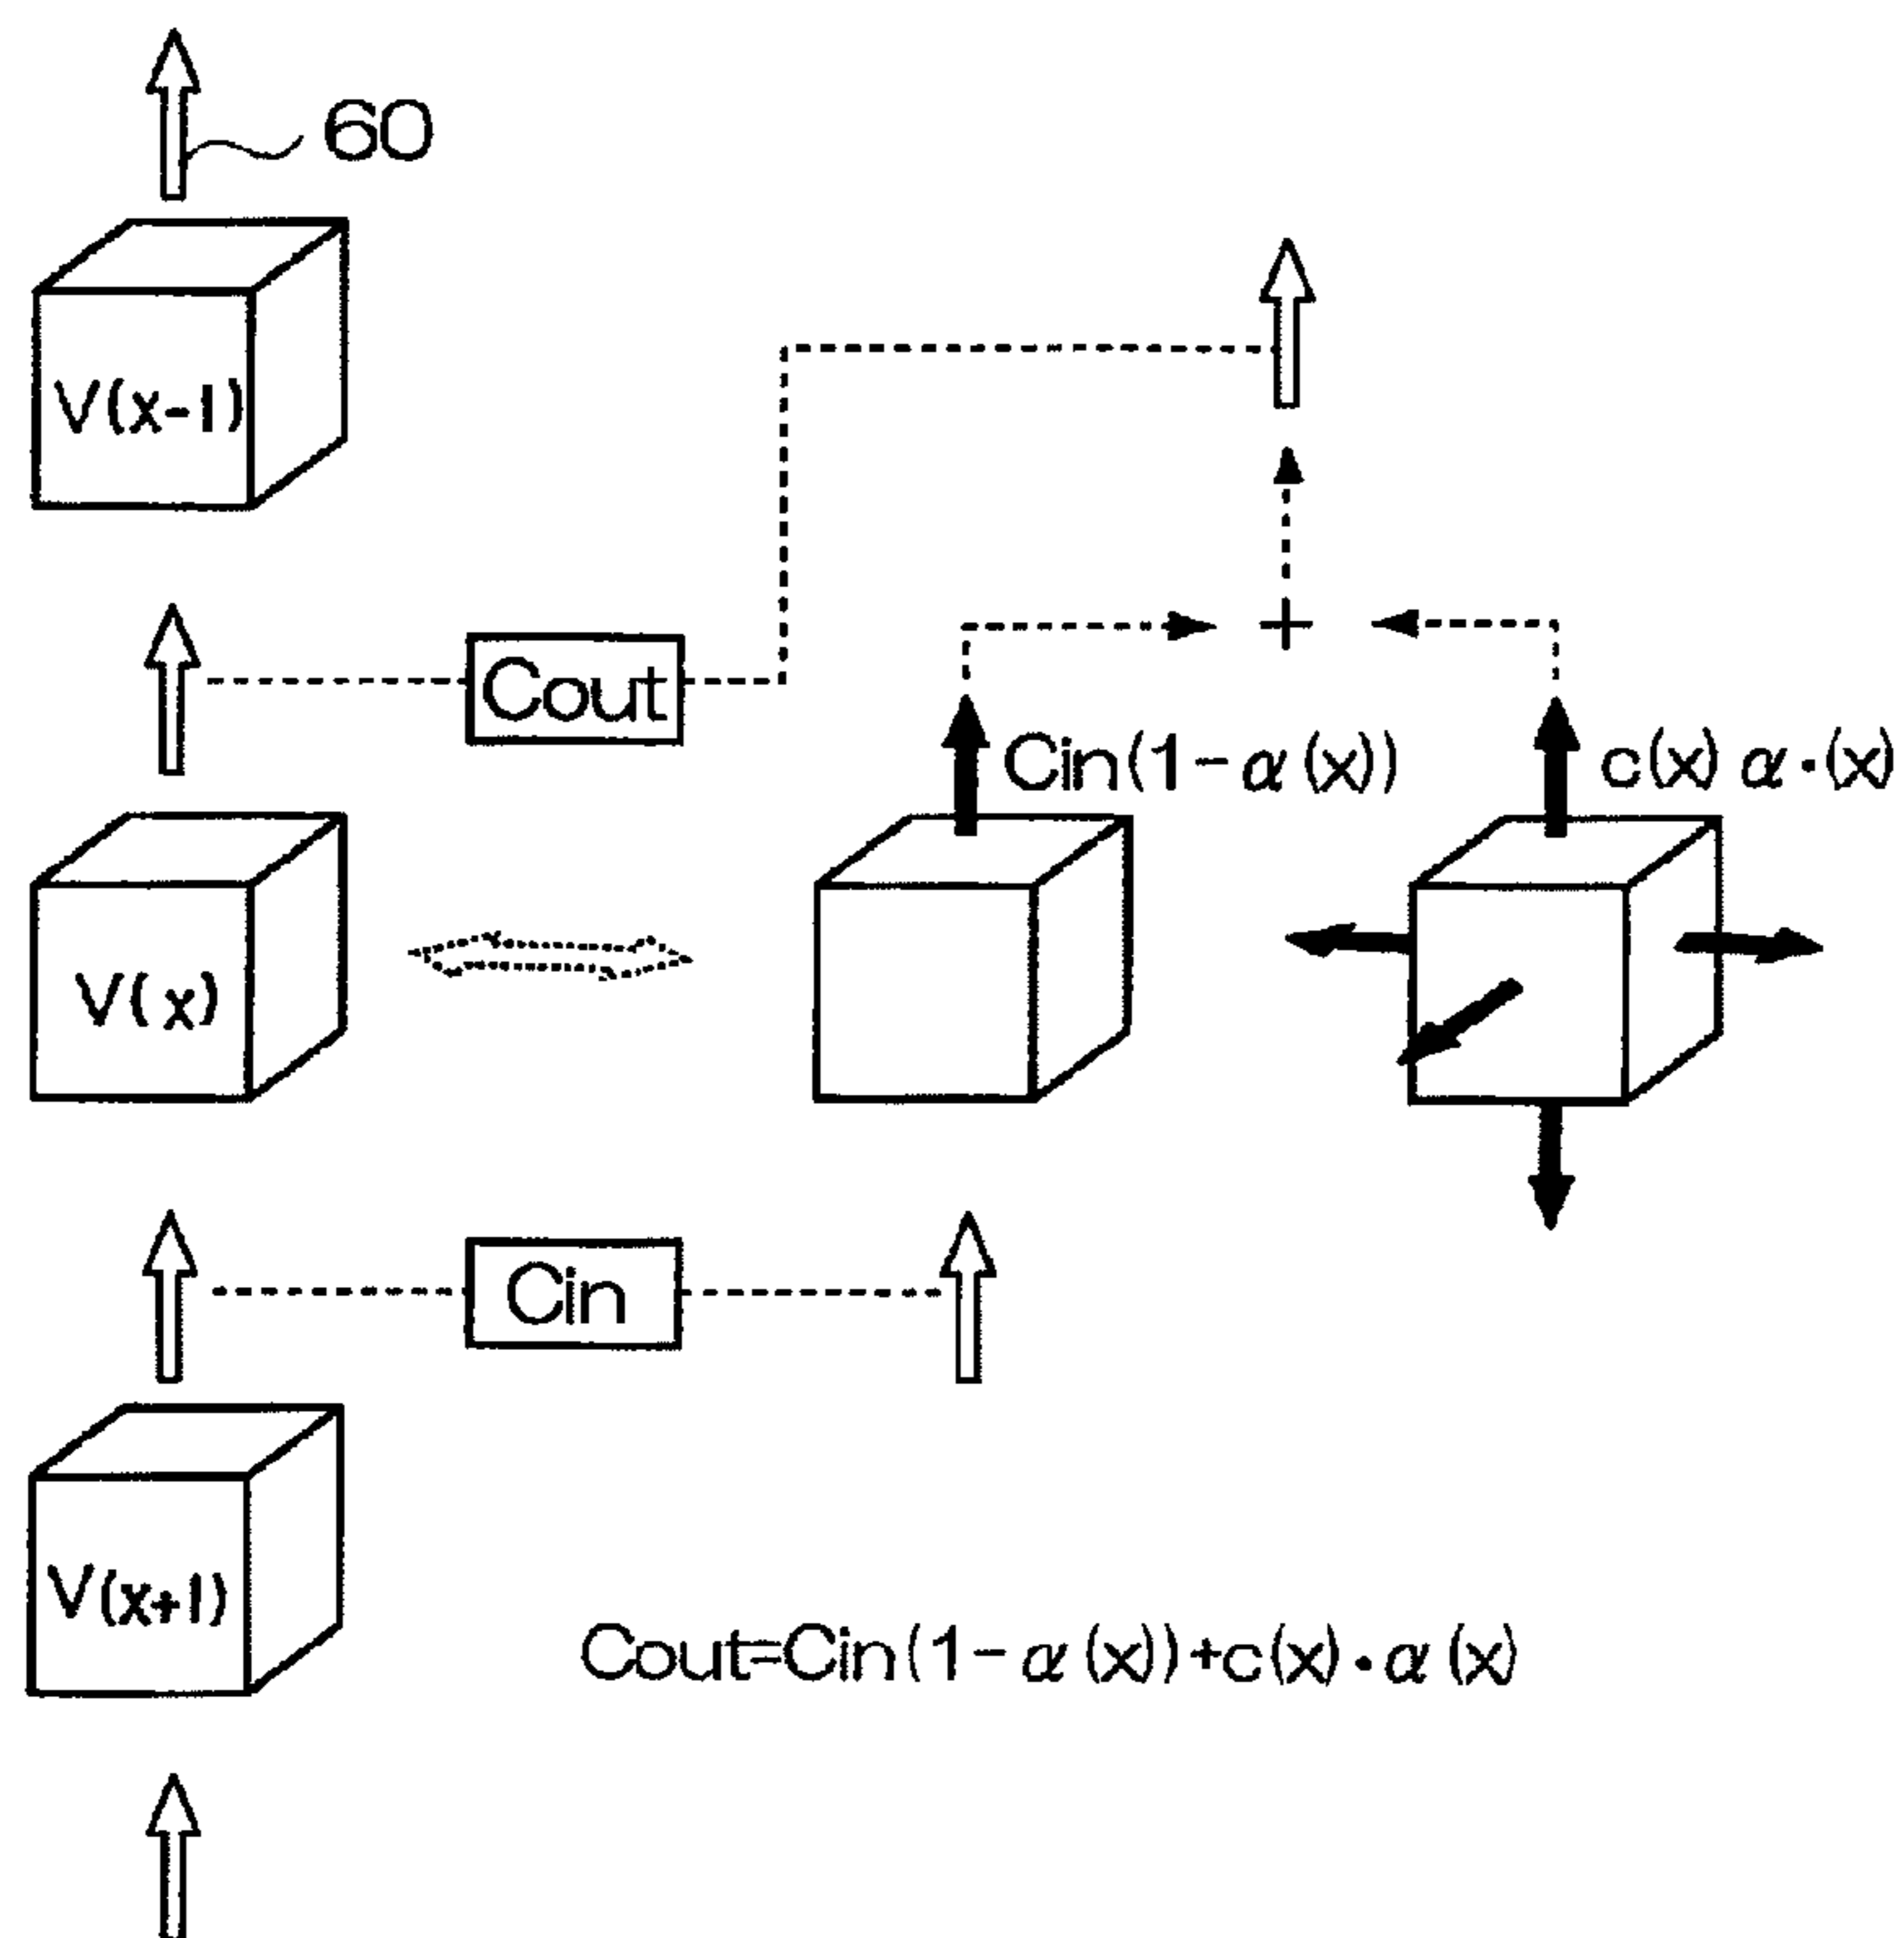 60
V(x-1)
Cout
Cin(1-α(x))
c(x) α·(x)
V(x)
Cin
V(x+1)
Cout=Cin(1-α(x))+c(x)·α(x)